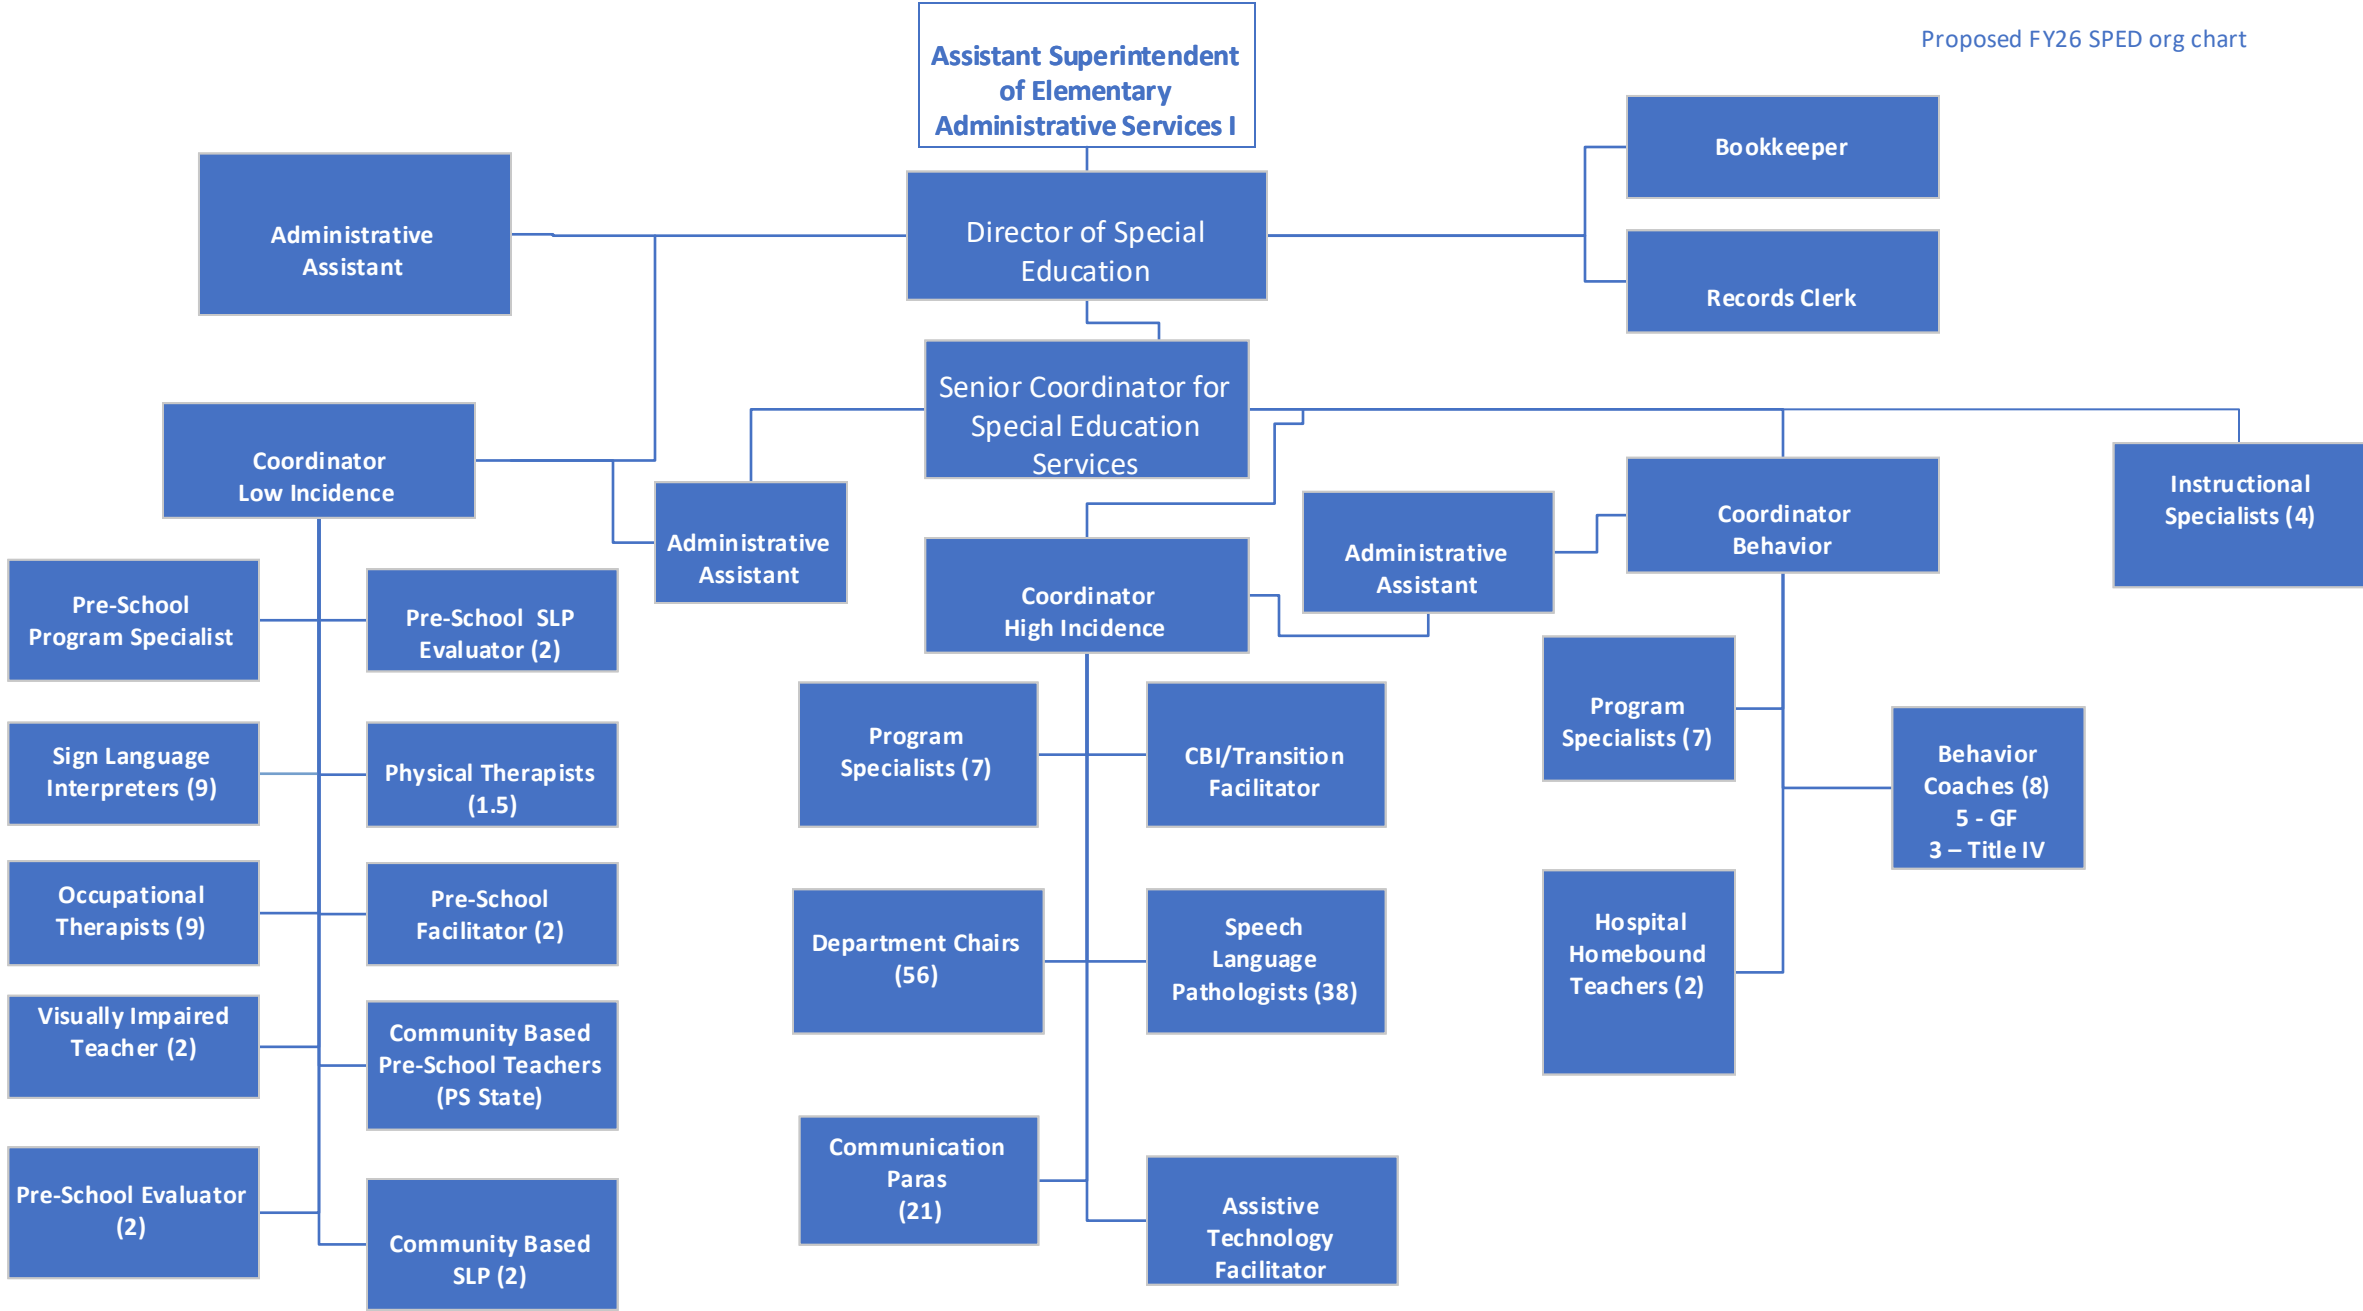 Proposed FY26 SPED org chart
Assistant Superintendent
of Elementary
Administrative Services I
Bookkeeper
Administrative
Assistant
Director of Special
Education
Records Clerk
Senior Coordinator for
Special Education
Services
Coordinator
Low Incidence
Administrative
Assistant
Coordinator
High Incidence
Administrative
Assistant
Coordinator
Behavior
Instructional
Specialists (4)
Pre-School
Program Specialist
Pre-School  SLP
Evaluator (2)
Sign Language
Interpreters (9)
Physical Therapists
(1.5)
Occupational
Therapists (9)
Pre-School
Facilitator (2)
Visually Impaired
Teacher (2)
Community Based
Pre-School Teachers
(PS State)
Pre-School Evaluator
(2)
Community Based
SLP (2)
Program
Specialists (7)
CBI/Transition
Facilitator
Department Chairs
(56)
Speech
Language
Pathologists (38)
Communication
Paras
(21)
Assistive
Technology
Facilitator
Program
Specialists (7)
Behavior
Coaches (8)
5 - GF
3 – Title IV
Hospital
Homebound
Teachers (2)